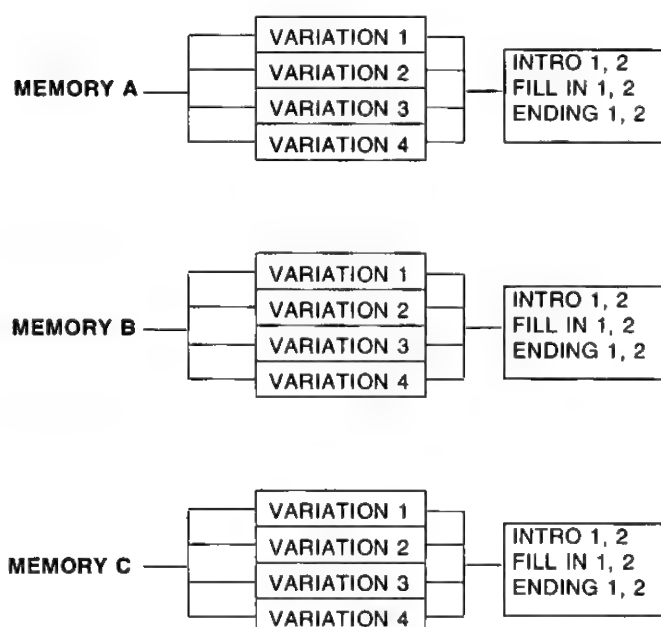 MEMORY A
VARIATION 1
VARIATION 2
VARIATION 3
VARIATION 4
INTRO 1, 2
FILL IN 1, 2
ENDING 1, 2
MEMORY B
VARIATION 1
VARIATION 2
VARIATION 3
VARIATION 4
INTRO 1, 2
FILL IN 1, 2
ENDING 1, 2
MEMORY C
VARIATION 1
VARIATION 2
VARIATION 3
VARIATION 4
INTRO 1, 2
FILL IN 1, 2
ENDING 1, 2